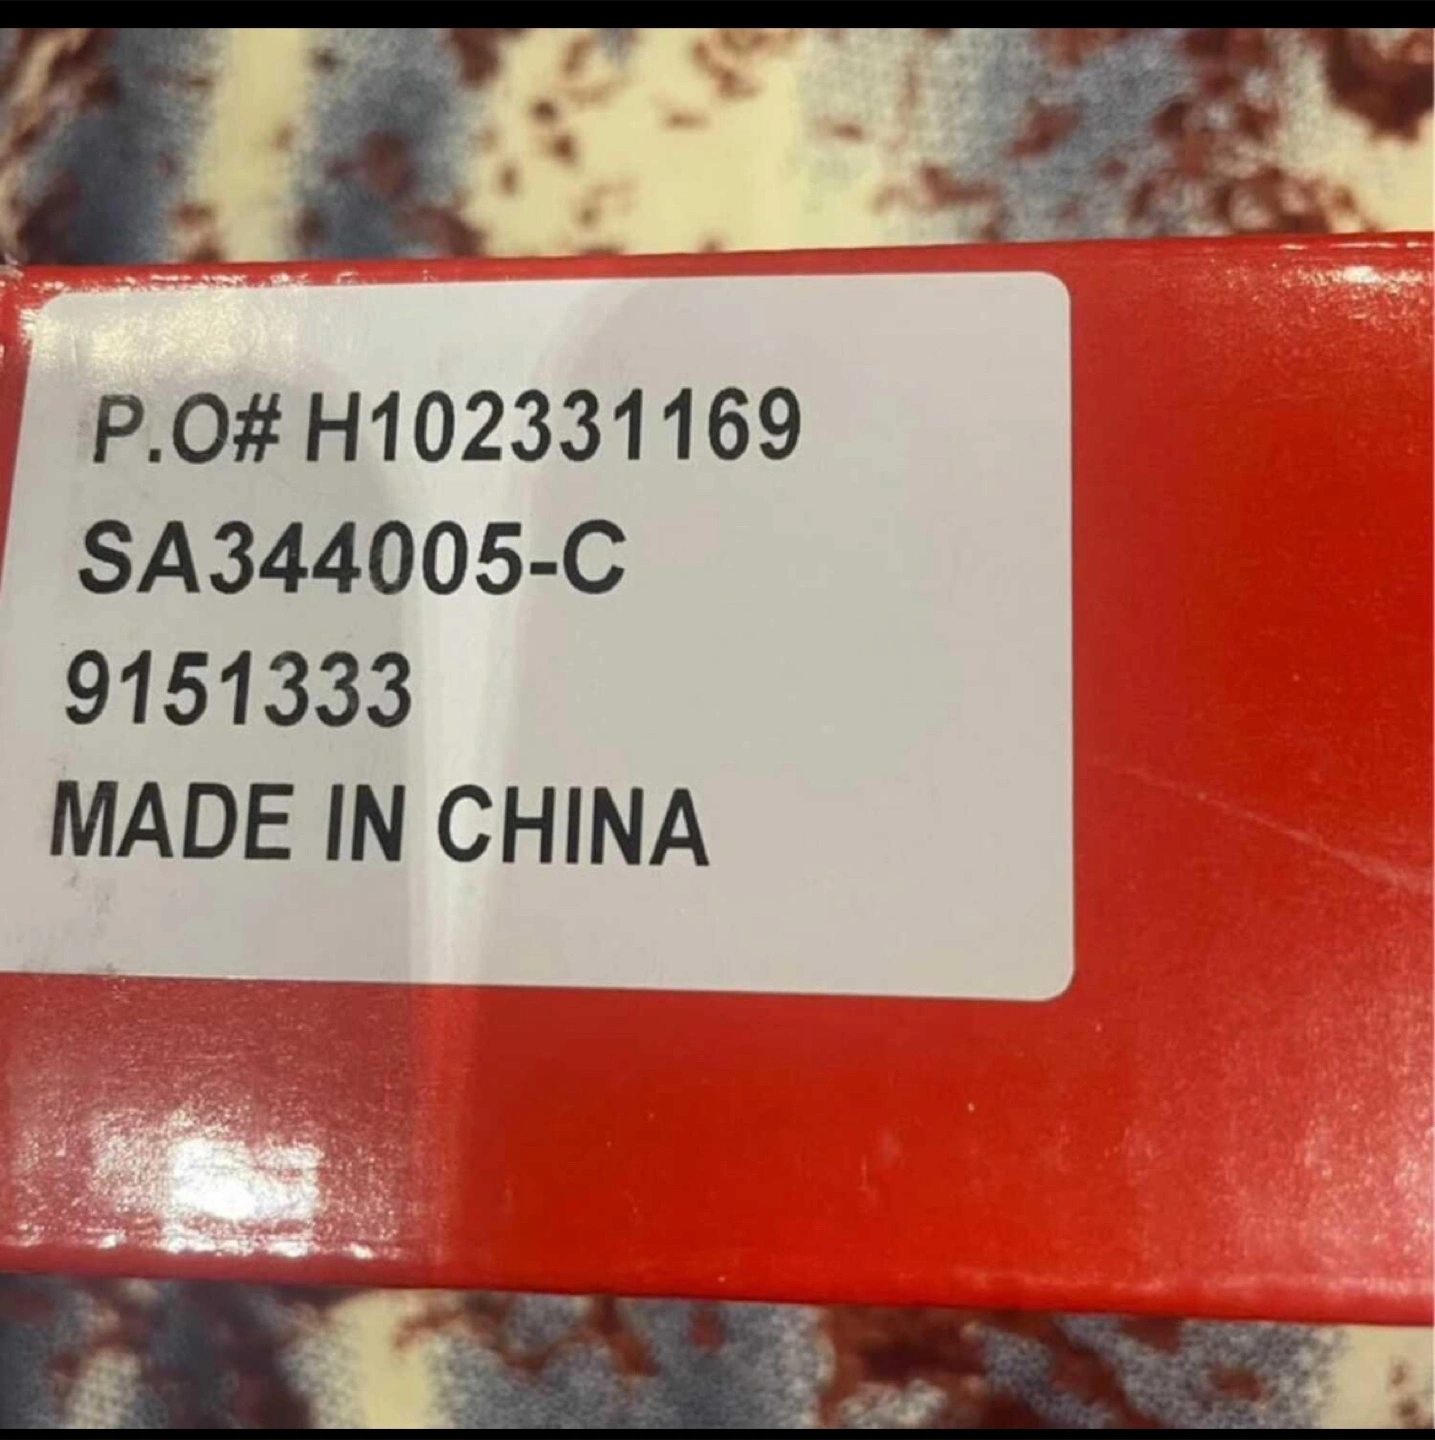 P.O# H102331169
SA344005-C
9151333
MADE IN CHINA